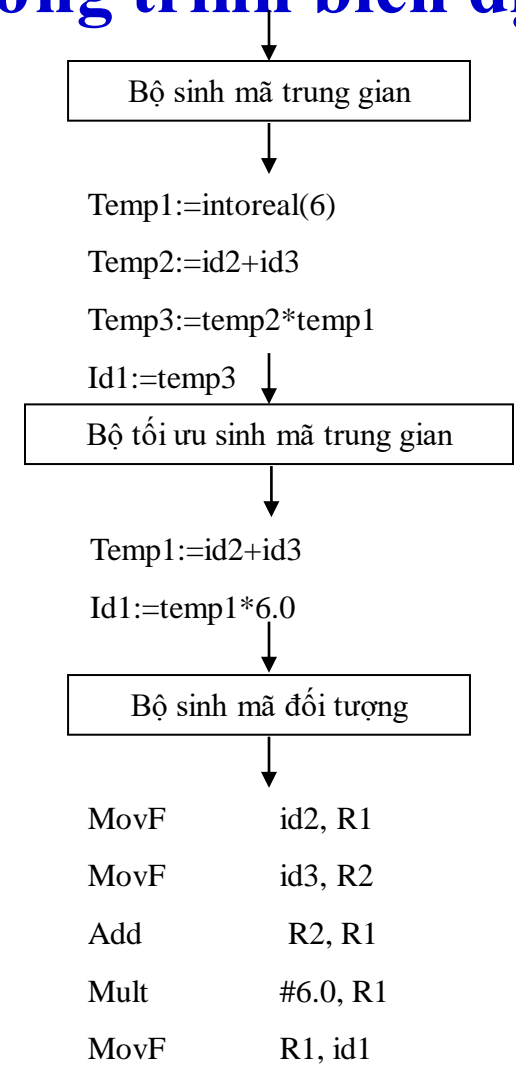 trình biên
Bộ sinh mã trung gian
Temp1:=intoreal(6)
Temp2:=id2+id3
Temp3:=temp2*temp1
Id1:=temp3
Bộ tối ưu sinh mã trung gian
Temp1:=id2+id3
Id1:=temp1*6.0
Bộ sinh mã đối tượng
MovF id2, R1
MovF id3, R2
Add R2, R1
Mult #6.0, R1
MovF R1, id1